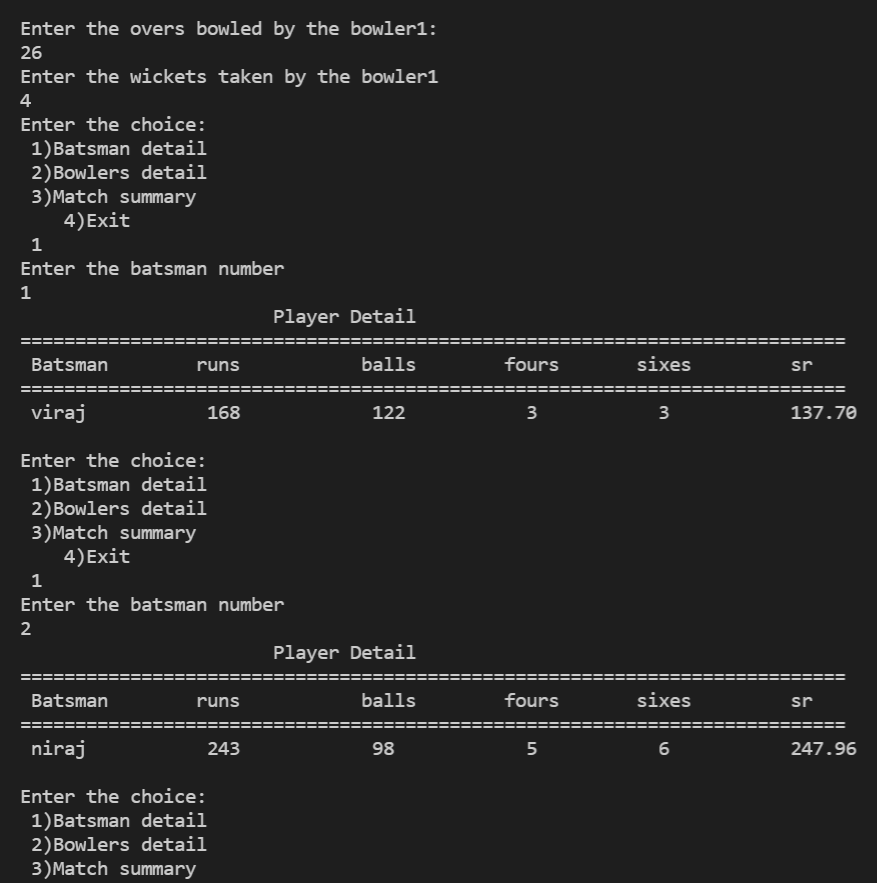 Enter the overs bowled by the bowler1:
26
Enter the wickets taken by the bowler1
4
Enter the choice:
 1)Batsman detail
 2)Bowlers detail
 3)Match summary
    4)Exit
 1
Enter the batsman number
1
                       Player Detail
===========================================================================
 Batsman        runs           balls        fours       sixes         sr
===========================================================================
 viraj           168            122           3           3           137.70
Enter the choice:
 1)Batsman detail
 2)Bowlers detail
 3)Match summary
    4)Exit
 1
Enter the batsman number
2
                       Player Detail
===========================================================================
 Batsman        runs           balls        fours       sixes         sr
===========================================================================
 niraj           243            98            5           6           247.96
Enter the choice:
 1)Batsman detail
 2)Bowlers detail
 3)Match summary